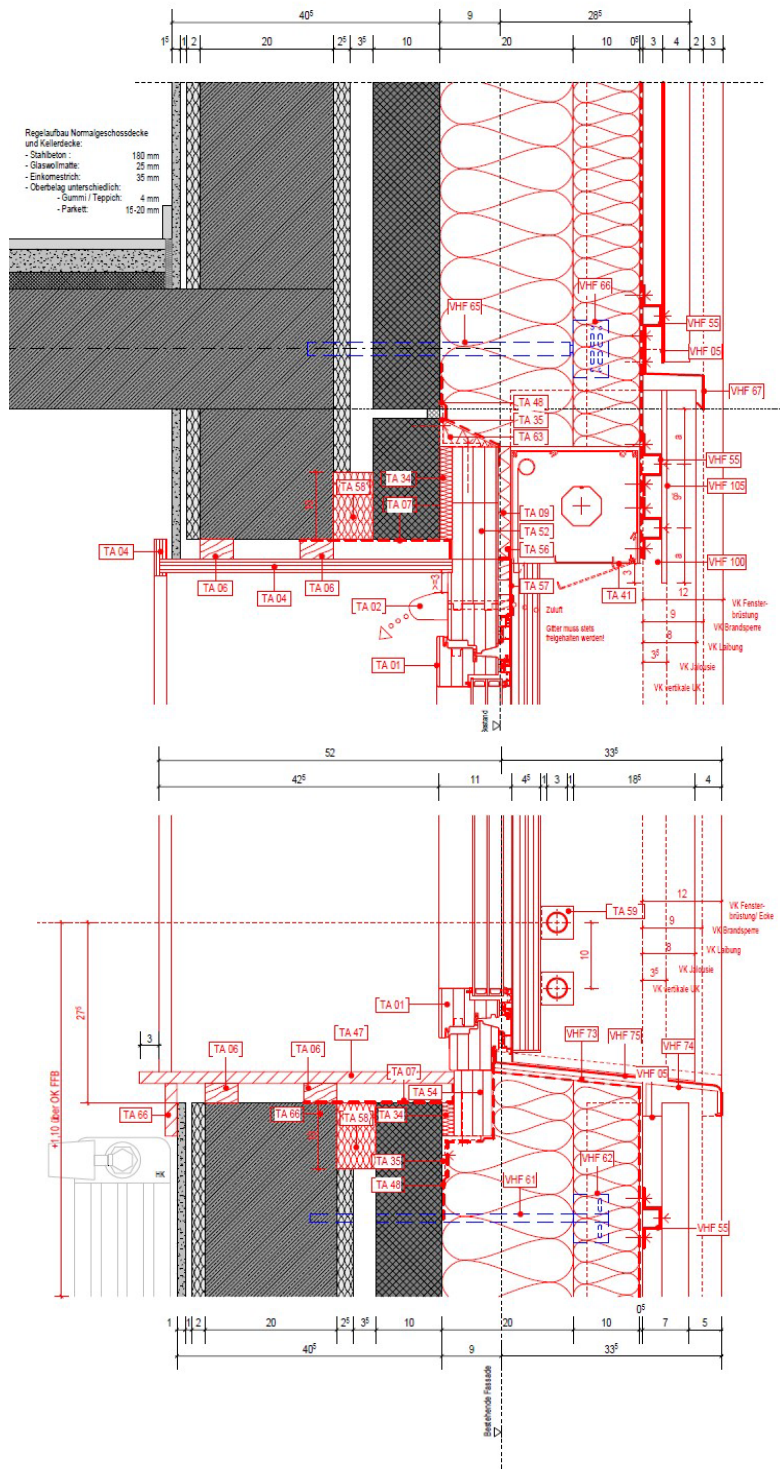 40⁵ 9 28⁵
1⁵ 1 2 20 2⁵ 3⁵ 10 20 10 0⁵ 3 4 2 3
Regelaufbau Normalgeschossdecke
und Kellerdecke:
- Stahlbeton : 180 mm
- Glaswollmatte: 25 mm
- Einkornestrich: 35 mm
- Oberbelag unterschiedlich:
- Gummi / Teppich: 4 mm
- Parkett: 15-20 mm
VHF 66
VHF 65
VHF 55
VHF 05
VHF 67
TA 48
TA 35
TA 63
a
VHF 55
TA 34
TA 58
VHF 105
a
TA 07
TA 09
TA 52
TA 04
TA 56
VHF 100
a
TA 06 TA 04 TA 06
>=3
TA 57
TA 41
3
12
VK Fenster-
brüstung
TA 02
Zuluft
9
VK Brandsperre
Gitter muss stets
freigehalten werden!
8
VK Laibung
TA 01
3⁵
VK Jalousie
VK vertikale UK
Bestand
52 33⁵
42⁵ 11 4⁵ 1 3 1 18⁵ 4
12
VK Fenster-
brüstung/ Ecke
TA 59
9
VK Brandsperre
10
8
VK Laibung
3⁵
VK Jalousie
VK vertikale UK
TA 01
27⁵
3
TA 06 TA 06 TA 47
TA 07
VHF 73 VHF 75 VHF 74
VHF 05
TA 54
TA 66 TA 66 TA 34
TA 58
+1,10 über OK FFB
TA 35
HK
TA 48
VHF 61
VHF 62
VHF 55
0⁵
1 1 2 20 2⁵ 3⁵ 10 20 10 7 5
40⁵ 9 33⁵
Bestehende Fassade